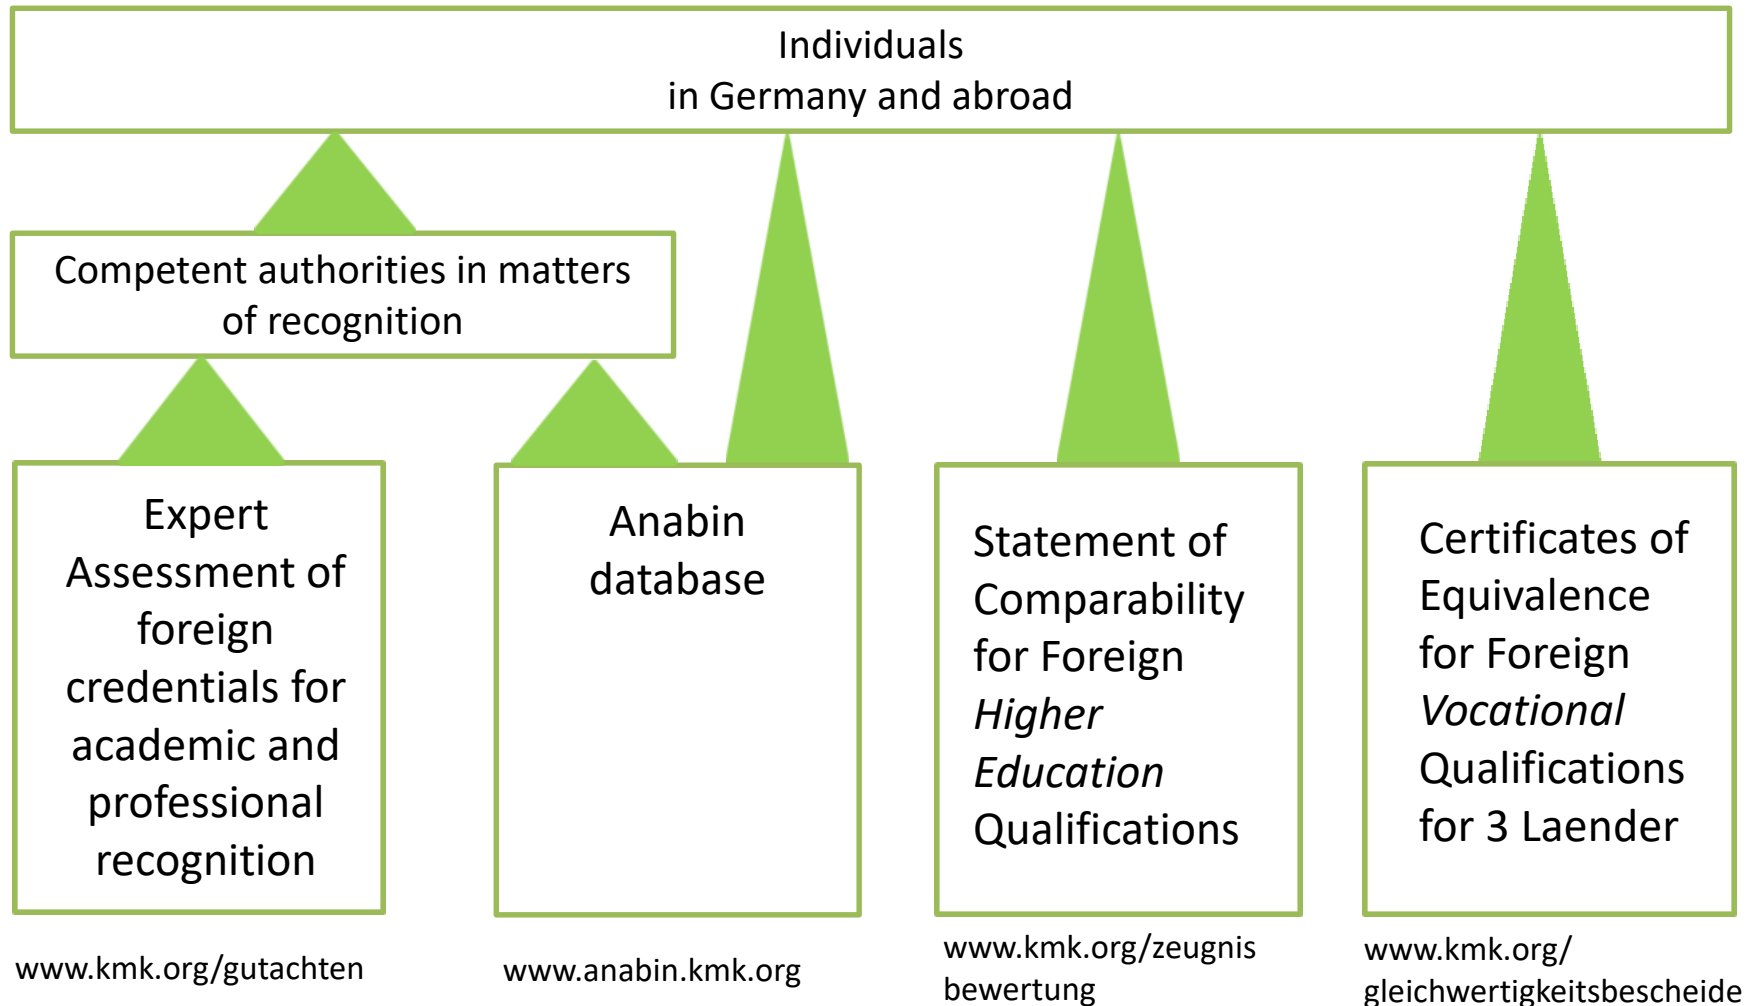 Individuals
in Germany and abroad
Competent authorities in matters
of recognition
Expert
Assessment of
foreign
credentials for
academic and
professional
recognition
Anabin
database
Statement of
Comparability
for Foreign
Higher
Education
Qualifications
Certificates of
Equivalence
for Foreign
Vocational
Qualifications
for 3 Laender
www.kmk.org/gutachten
www.anabin.kmk.org
www.kmk.org/zeugnis
bewertung
www.kmk.org/
gleichwertigkeitsbescheide